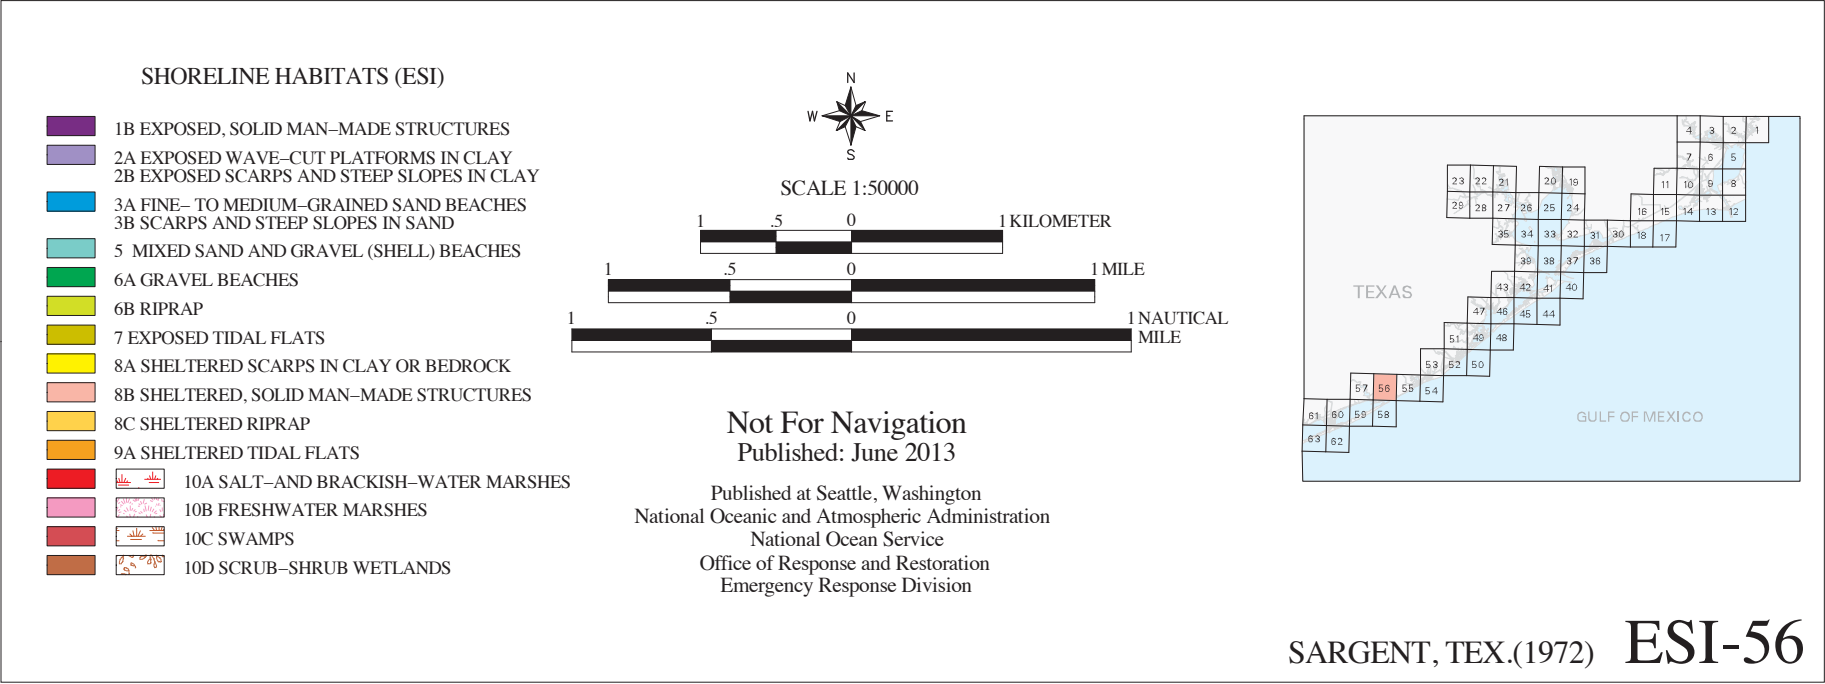 SHORELINE HABITATS (ESI)
1B EXPOSED, SOLID MAN–MADE STRUCTURES
2A EXPOSED WAVE–CUT PLATFORMS IN CLAY
2B EXPOSED SCARPS AND STEEP SLOPES IN CLAY
3A FINE– TO MEDIUM–GRAINED SAND BEACHES
3B SCARPS AND STEEP SLOPES IN SAND
5 MIXED SAND AND GRAVEL (SHELL) BEACHES
6A GRAVEL BEACHES
6B RIPRAP
7 EXPOSED TIDAL FLATS
8A SHELTERED SCARPS IN CLAY OR BEDROCK
8B SHELTERED, SOLID MAN–MADE STRUCTURES
8C SHELTERED RIPRAP
9A SHELTERED TIDAL FLATS
10A SALT–AND BRACKISH–WATER MARSHES
10B FRESHWATER MARSHES
10C SWAMPS
10D SCRUB–SHRUB WETLANDS
N
W E
S
SCALE 1:50000
1 .5 0 1 KILOMETER
1 .5 0 1 MILE
1 .5 0 1 NAUTICAL
MILE
Not For Navigation
Published: June 2013
Published at Seattle, Washington
National Oceanic and Atmospheric Administration
National Ocean Service
Office of Response and Restoration
Emergency Response Division
4 3 2 1
7 6 5
23 22 21 20 19 11 10 9 8
29 28 27 26 25 24 16 15 14 13 12
35 34 33 32 31 30 18 17
39 38 37 36
TEXAS
43 42 41 40
47 46 45 44
51 49 48
53 52 50
57 56 55 54
61 60 59 58
GULF OF MEXICO
63 62
SARGENT, TEX.(1972) ESI-56